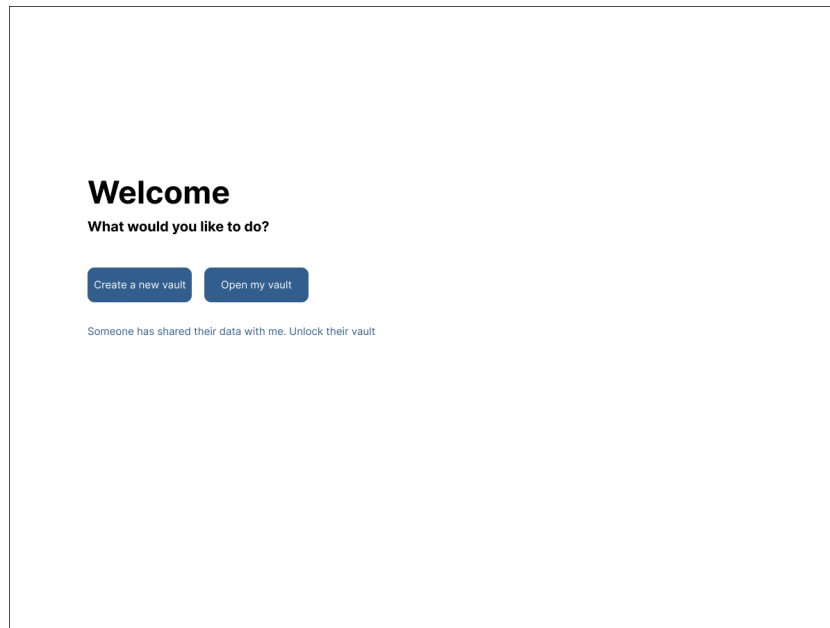 Welcome
What would you like to do?
Create a new vault
Open my vault
Someone has shared their data with me. Unlock their vault